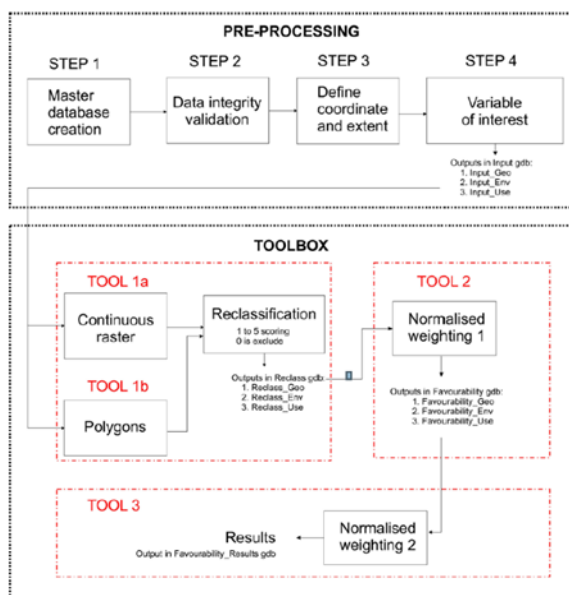 PRE-PROCESSING
STEP 1
STEP 2
STEP 3
STEP 4
Master
database
creation
Data integrity
validation
Define
coordinate
and extent
Variable
of interest
Outputs in Input gdb:
1. Input_Geo
2. Input_Env
3. Input_Use
TOOLBOX
TOOL 1a
Continuous
raster
TOOL 1b
Polygons
Reclassification
1 to 5 scoring
0 is exclude
Outputs in Reclass gdb:
1. Reclass_Geo
2. Reclass_Env
3. Reclass_Use
TOOL 2
Normalised
weighting 1
Outputs in Favourability gdb:
1. Favourability_Geo
2. Favourability_Env
3. Favourability_Use
TOOL 3
Normalised
weighting 2
Results
Output in Favourability_Results gdb